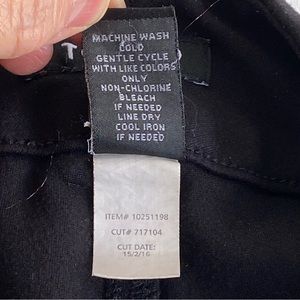 T
MACHINE WASH
COLD
GENTLE CYCLE
WITH LIKE COLORS
ONLY
NON-CHLORINE
BLEACH
IF NEEDED
LINE DRY
COOL IRON
IF NEEDED
ITEM# 10251198
CUT# 717104
CUT DATE:
15/2/16